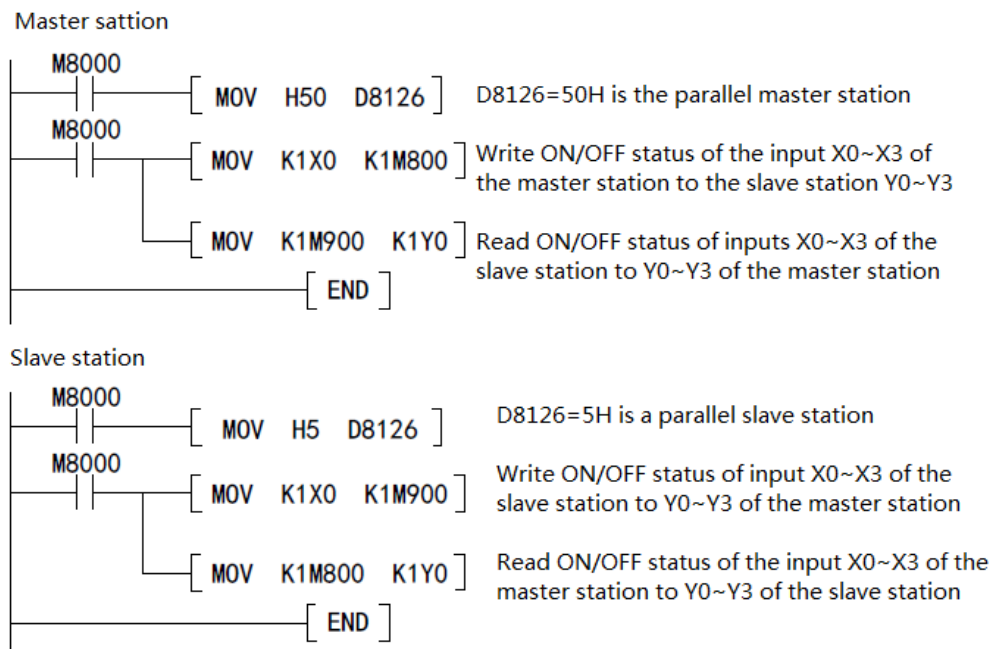 Master sattion
M8000
MOV H50 D8126
D8126=50H is the parallel master station
M8000
MOV K1X0 K1M800
Write ON/OFF status of the input X0~X3 of
the master station to the slave station Y0~Y3
MOV K1M900 K1Y0
Read ON/OFF status of inputs X0~X3 of the
slave station to Y0~Y3 of the master station
END
Slave station
M8000
MOV H5 D8126
D8126=5H is a parallel slave station
M8000
MOV K1X0 K1M900
Write ON/OFF status of input X0~X3 of the
slave station to Y0~Y3 of the master station
MOV K1M800 K1Y0
Read ON/OFF status of the input X0~X3 of the
master station to Y0~Y3 of the slave station
END